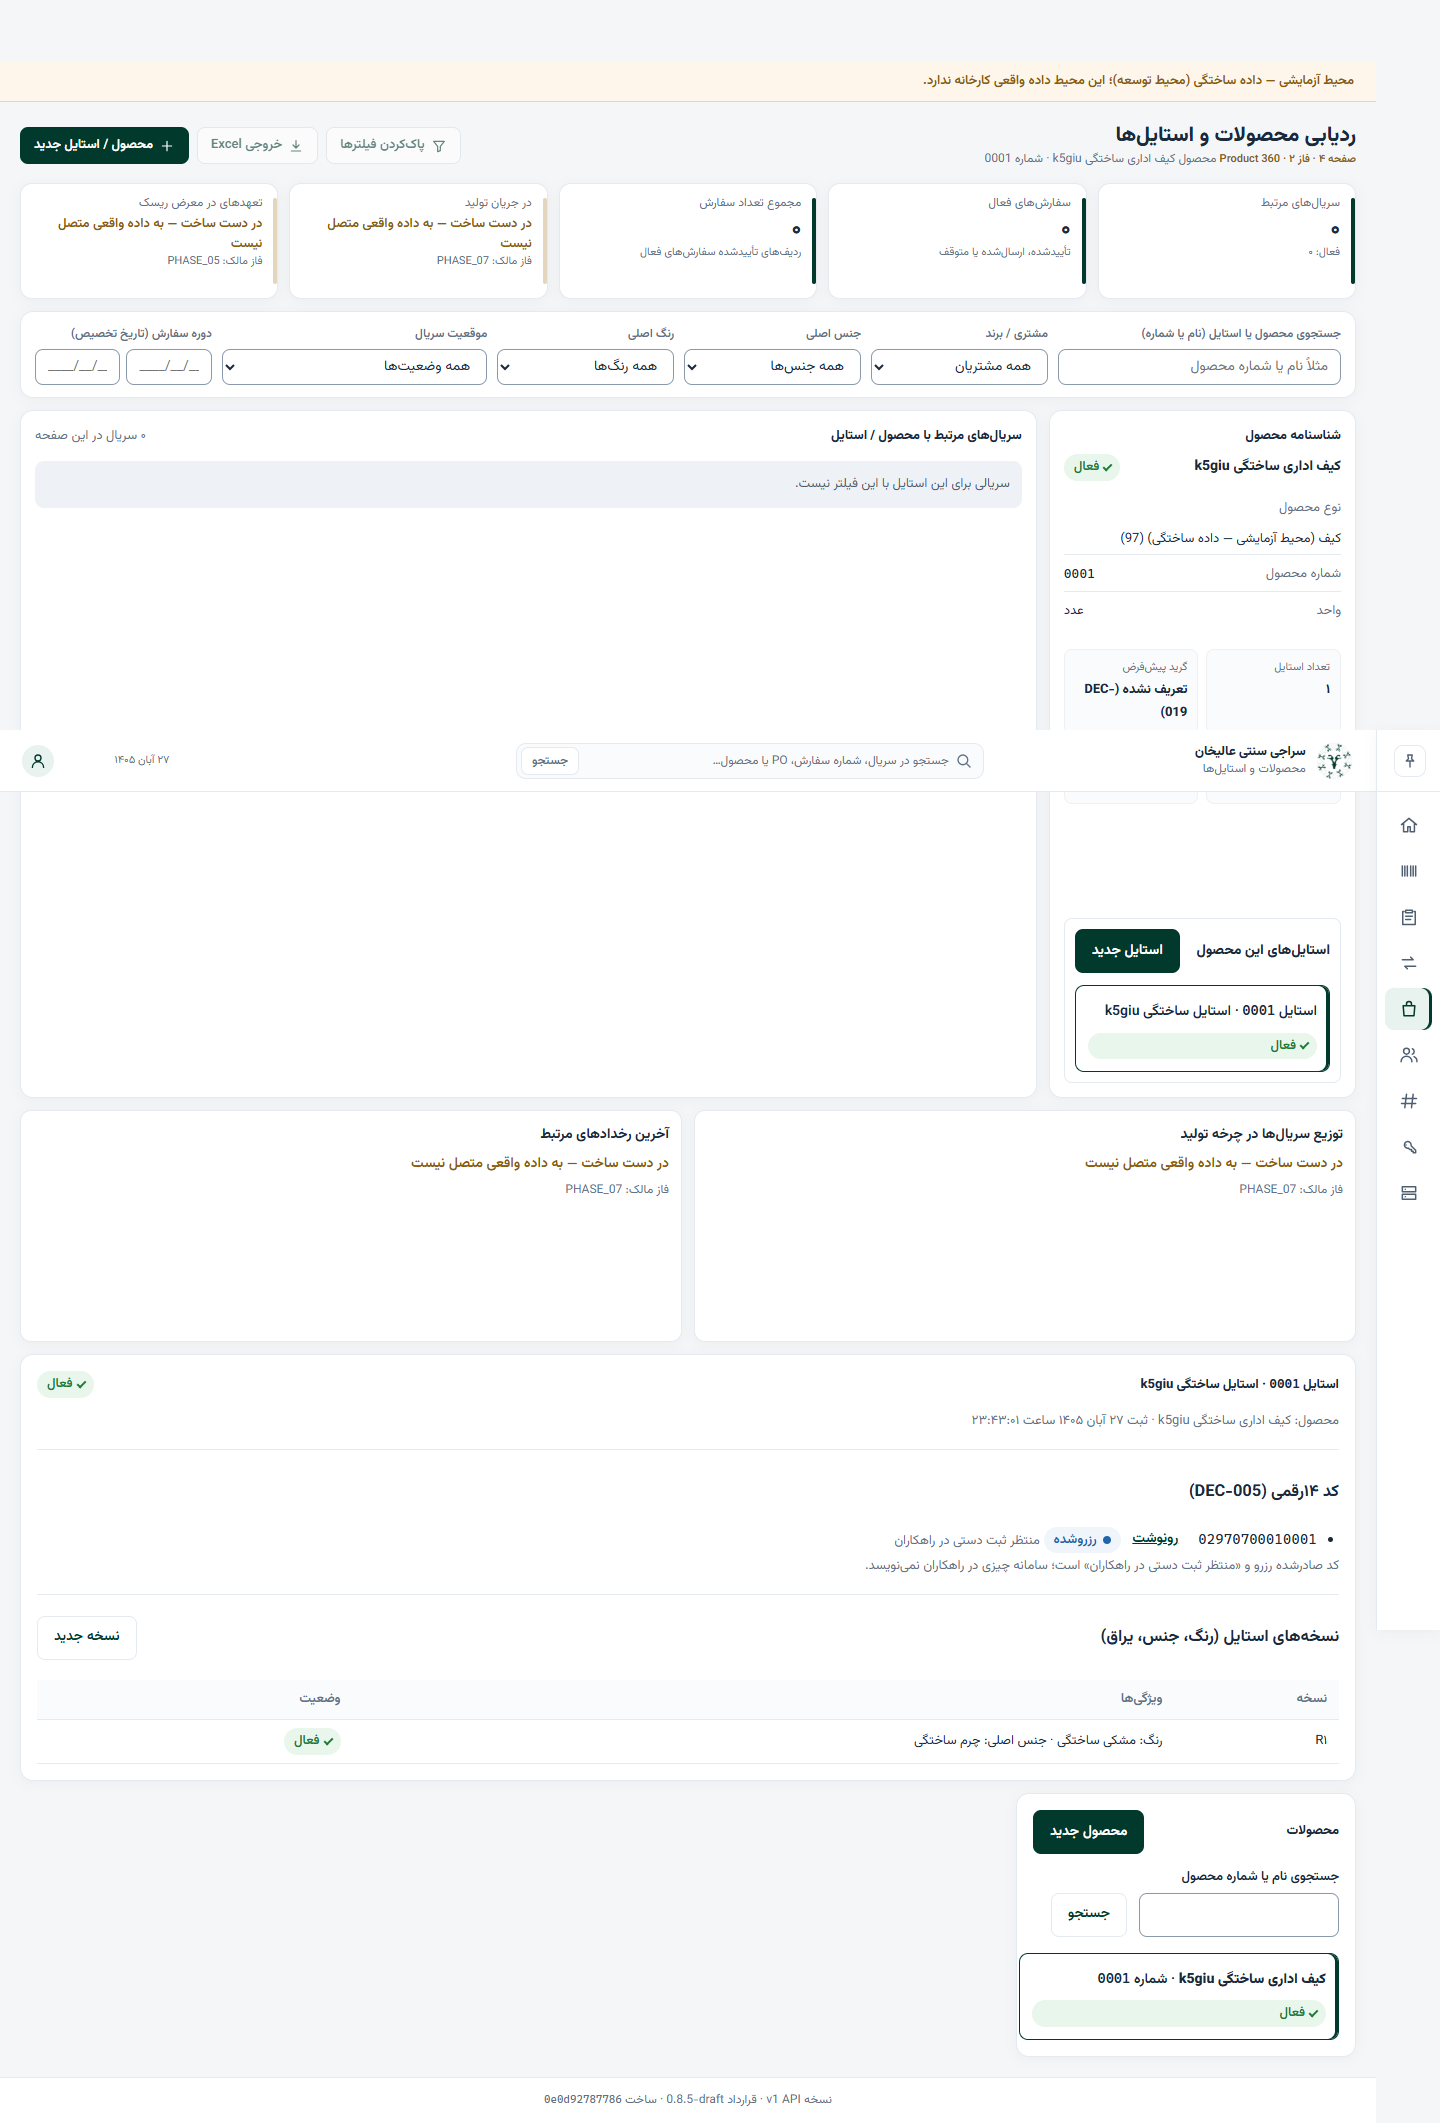 محیط آزمایشی — داده ساختگی (محیط توسعه)؛ این محیط داده واقعی کارخانه ندارد.
ردیابی محصولات و استایل‌ها
صفحه ۴ · فاز ۲ · Product 360 محصول کیف اداری ساختگی k5giu · شماره 0001
پاک‌کردن فیلترها
خروجی Excel
محصول / استایل جدید
سریال‌های مرتبط
۰
فعال: ۰
سفارش‌های فعال
۰
تأییدشده، ارسال‌شده یا متوقف
مجموع تعداد سفارش
۰
ردیف‌های تأییدشده سفارش‌های فعال
در جریان تولید
در دست ساخت — به داده واقعی متصل
نیست
فاز مالک: PHASE_07
تعهدهای در معرض ریسک
در دست ساخت — به داده واقعی متصل
نیست
فاز مالک: PHASE_05
جستجوی محصول یا استایل (نام یا شماره)
مثلاً نام یا شماره محصول
مشتری / برند
همه مشتریان
جنس اصلی
همه جنس‌ها
رنگ اصلی
همه رنگ‌ها
موقعیت سریال
همه وضعیت‌ها
دوره سفارش (تاریخ تخصیص)
____/__/__
____/__/__
شناسنامه محصول
کیف اداری ساختگی k5giu
فعال
نوع محصول
کیف (محیط آزمایشی — داده ساختگی) (97)
شماره محصول
0001
واحد
عدد
تعداد استایل
۱
گرید پیش‌فرض
تعریف نشده (DEC-
019)
سریال‌های مرتبط با محصول / استایل
۰ سریال در این صفحه
سریالی برای این استایل با این فیلتر نیست.
سراجی سنتی عالیخان
محصولات و استایل‌ها
جستجو در سریال، شماره سفارش، PO یا محصول...
جستجو
۲۷ آبان ۱۴۰۵
استایل‌های این محصول
استایل جدید
استایل 0001 · استایل ساختگی k5giu
فعال
توزیع سریال‌ها در چرخه تولید
در دست ساخت — به داده واقعی متصل نیست
فاز مالک: PHASE_07
آخرین رخدادهای مرتبط
در دست ساخت — به داده واقعی متصل نیست
فاز مالک: PHASE_07
استایل 0001 · استایل ساختگی k5giu
فعال
محصول: کیف اداری ساختگی k5giu · ثبت ۲۷ آبان ۱۴۰۵ ساعت ۲۳:۴۳:۰۱
کد ۱۴رقمی (DEC-005)
02970700010001 رونوشت رزروشده منتظر ثبت دستی در راهکاران
کد صادرشده رزرو و «منتظر ثبت دستی در راهکاران» است؛ سامانه چیزی در راهکاران نمی‌نویسد.
نسخه‌های استایل (رنگ، جنس، یراق)
نسخه جدید
نسخه
ویژگی‌ها
وضعیت
R۱
رنگ: مشکی ساختگی · جنس اصلی: چرم ساختگی
فعال
محصولات
محصول جدید
جستجوی نام یا شماره محصول
جستجو
کیف اداری ساختگی k5giu · شماره 0001
فعال
نسخه v1 API · قرارداد 0.8.5-draft · ساخت 0e0d92787786